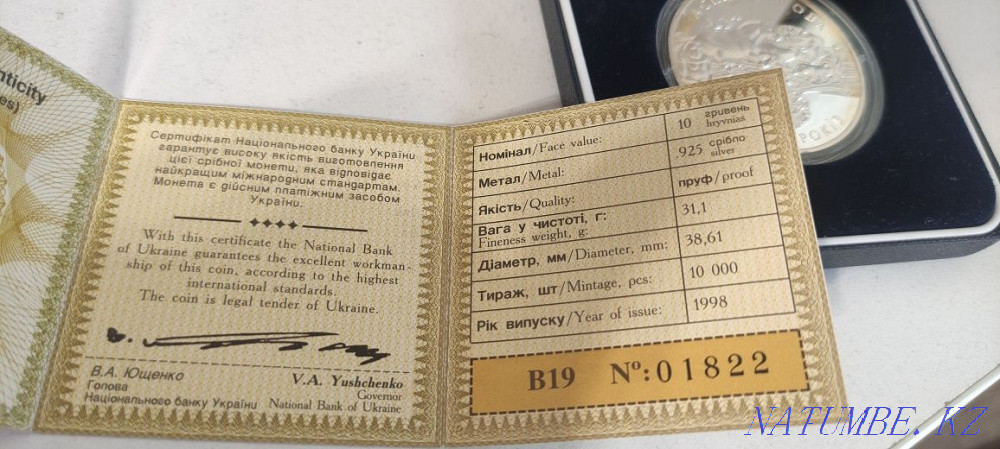 nticity
es)
Сертифікат Національного банку України
гарантує високу якість виготовлення
цієї срібної монети, яка відповідає
найкращим міжнародним стандартам.
Монета є дійсним платіжним засобом
України.
With this certificate the National Bank
of Ukraine guarantees the excellent workman-
ship of this coin, according to the highest
international standards.
The coin is legal tender of Ukraine.
В.А. Ющенко
Голова
Національного банку України
V.A. Yushchenko
Governor
National Bank of Ukraine
Номінал/Face value: 10 гривень
hryvnias
Метал/Metal: .925 срібло
silver
Якість/Quality: пруф/proof
Вага у чистоті, г:
Fineness weight, g: 31,1
Діаметр, мм/Diameter, mm: 38,61
Тираж, шт/Mintage, pcs: 10 000
Рік випуску/Year of issue: 1998
B19 Nº:01822
РОКІВ
NATUMBE.KZ